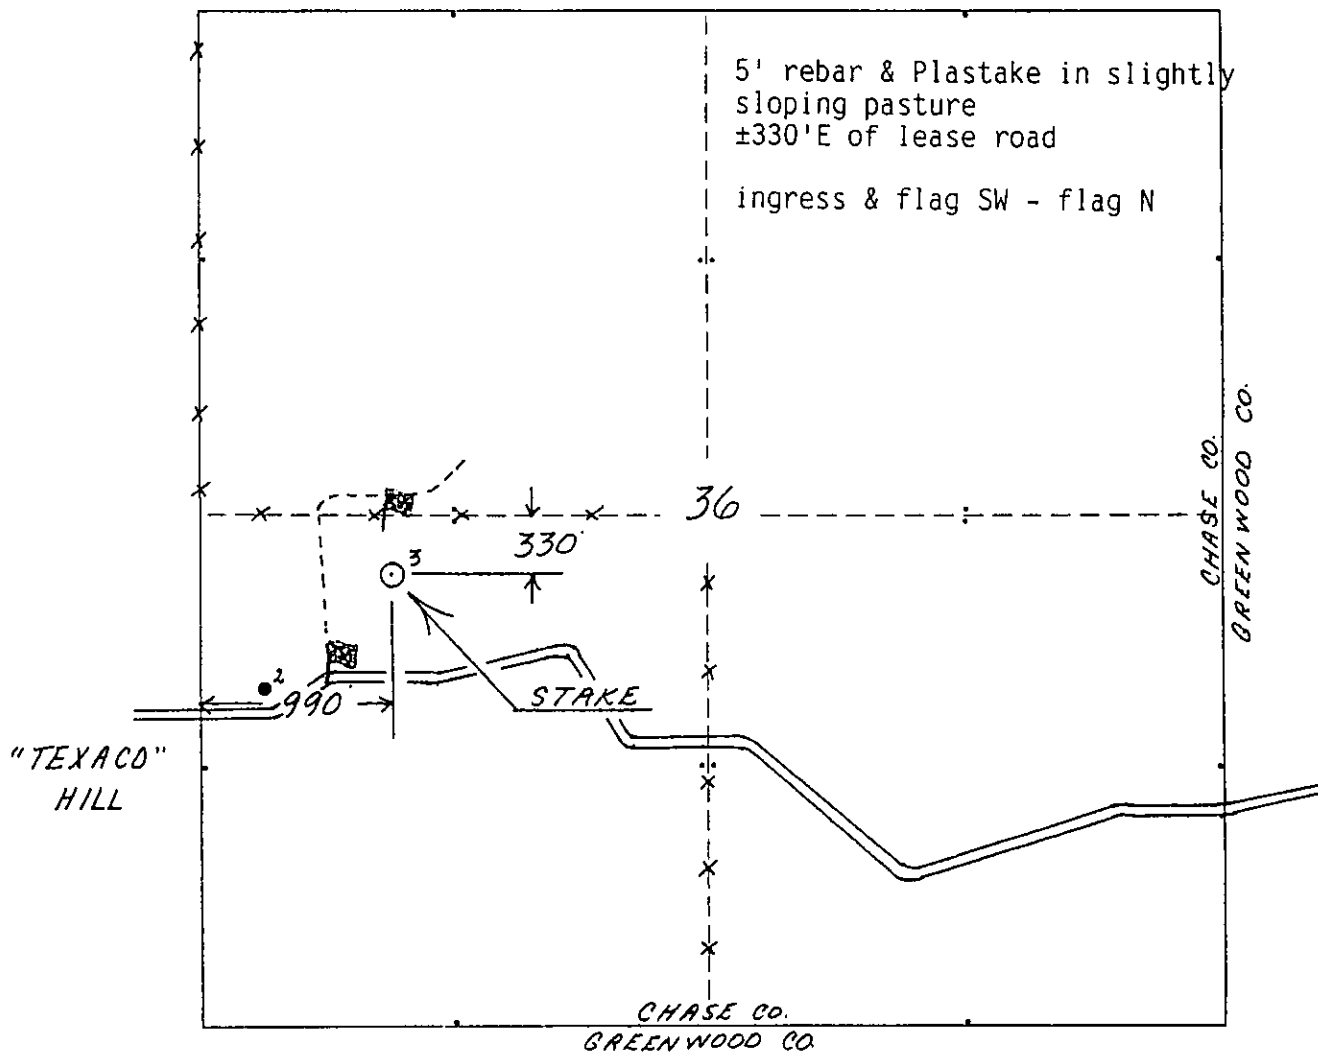 5' rebar & Plastake in slightly
sloping pasture
±330'E of lease road
ingress & flag SW - flag N
CHASE CO.
GREENWOOD CO.
36
330'
3
2
990'
STAKE
"TEXACO"
HILL
CHASE CO.
GREENWOOD CO.